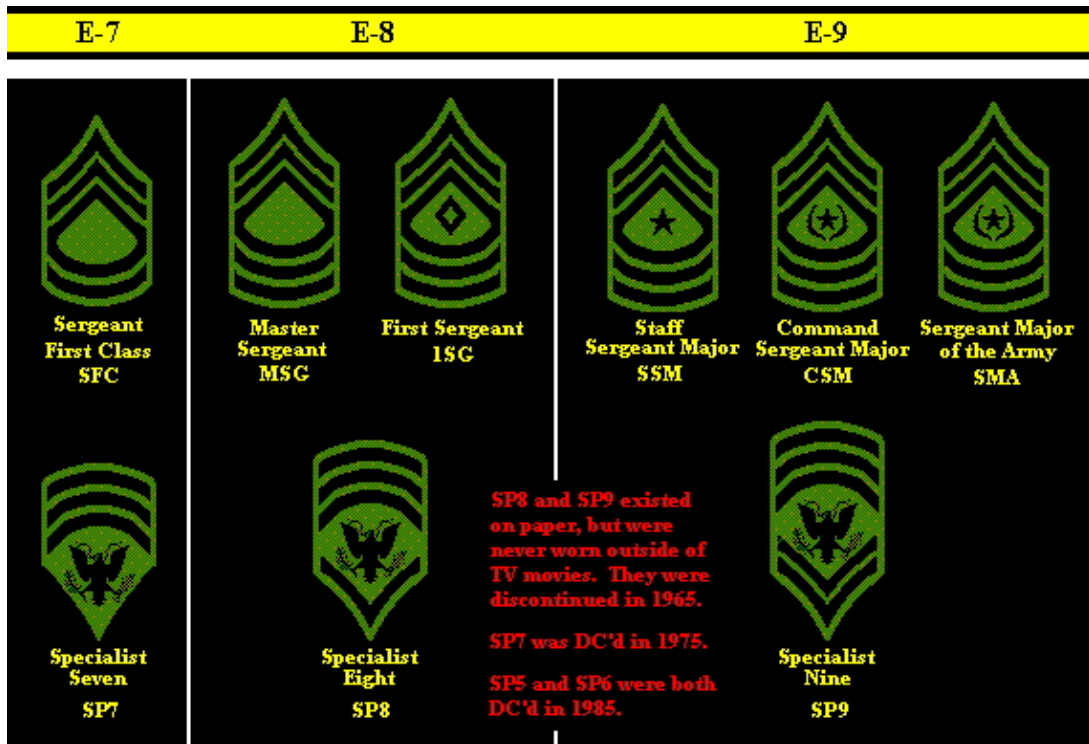 E-7
E-8
E-9
Sergeant
First Class
SFC
Master
Sergeant
MSG
First Sergeant
1SG
Staff
Sergeant Major
SSM
Command
Sergeant Major
CSM
Sergeant Major
of the Army
SMA
Specialist
Seven
SP7
Specialist
Eight
SP8
SP8 and SP9 existed
on paper, but were
never worn outside of
TV movies.  They were
discontinued in 1965.
SP7 was DC'd in 1975.
SP5 and SP6 were both
DC'd in 1985.
Specialist
Nine
SP9